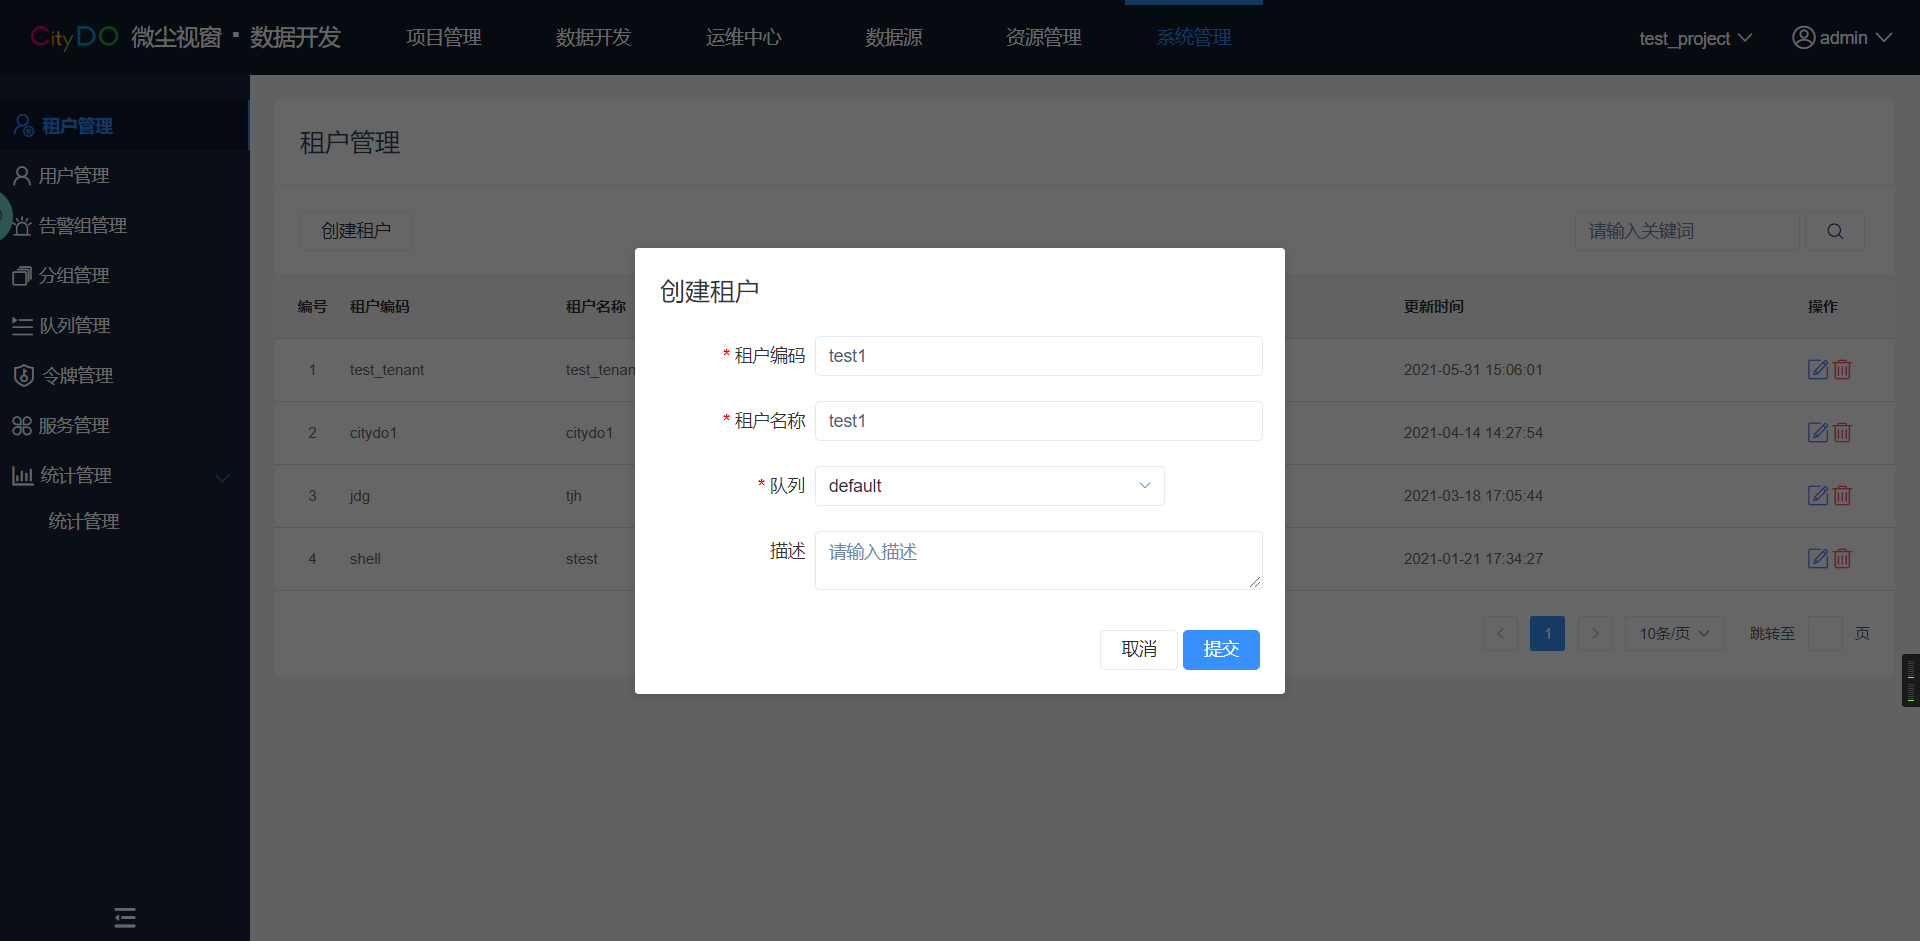 CityDO 微尘视窗·数据开发 项目管理 数据开发 运维中心 数据源 资源管理 系统管理 test_project admin
租户管理
用户管理
告警组管理
分组管理
队列管理
令牌管理
服务管理
统计管理
统计管理
租户管理
创建租户 请输入关键词
编号 租户编码 租户名称 更新时间 操作
1 test_tenant test_tenan 2021-05-31 15:06:01
2 citydo1 citydo1 2021-04-14 14:27:54
3 jdg tjh 2021-03-18 17:05:44
4 shell stest 2021-01-21 17:34:27
1 10条/页 跳转至 页
创建租户
* 租户编码 test1
* 租户名称 test1
* 队列 default
描述 请输入描述
取消 提交